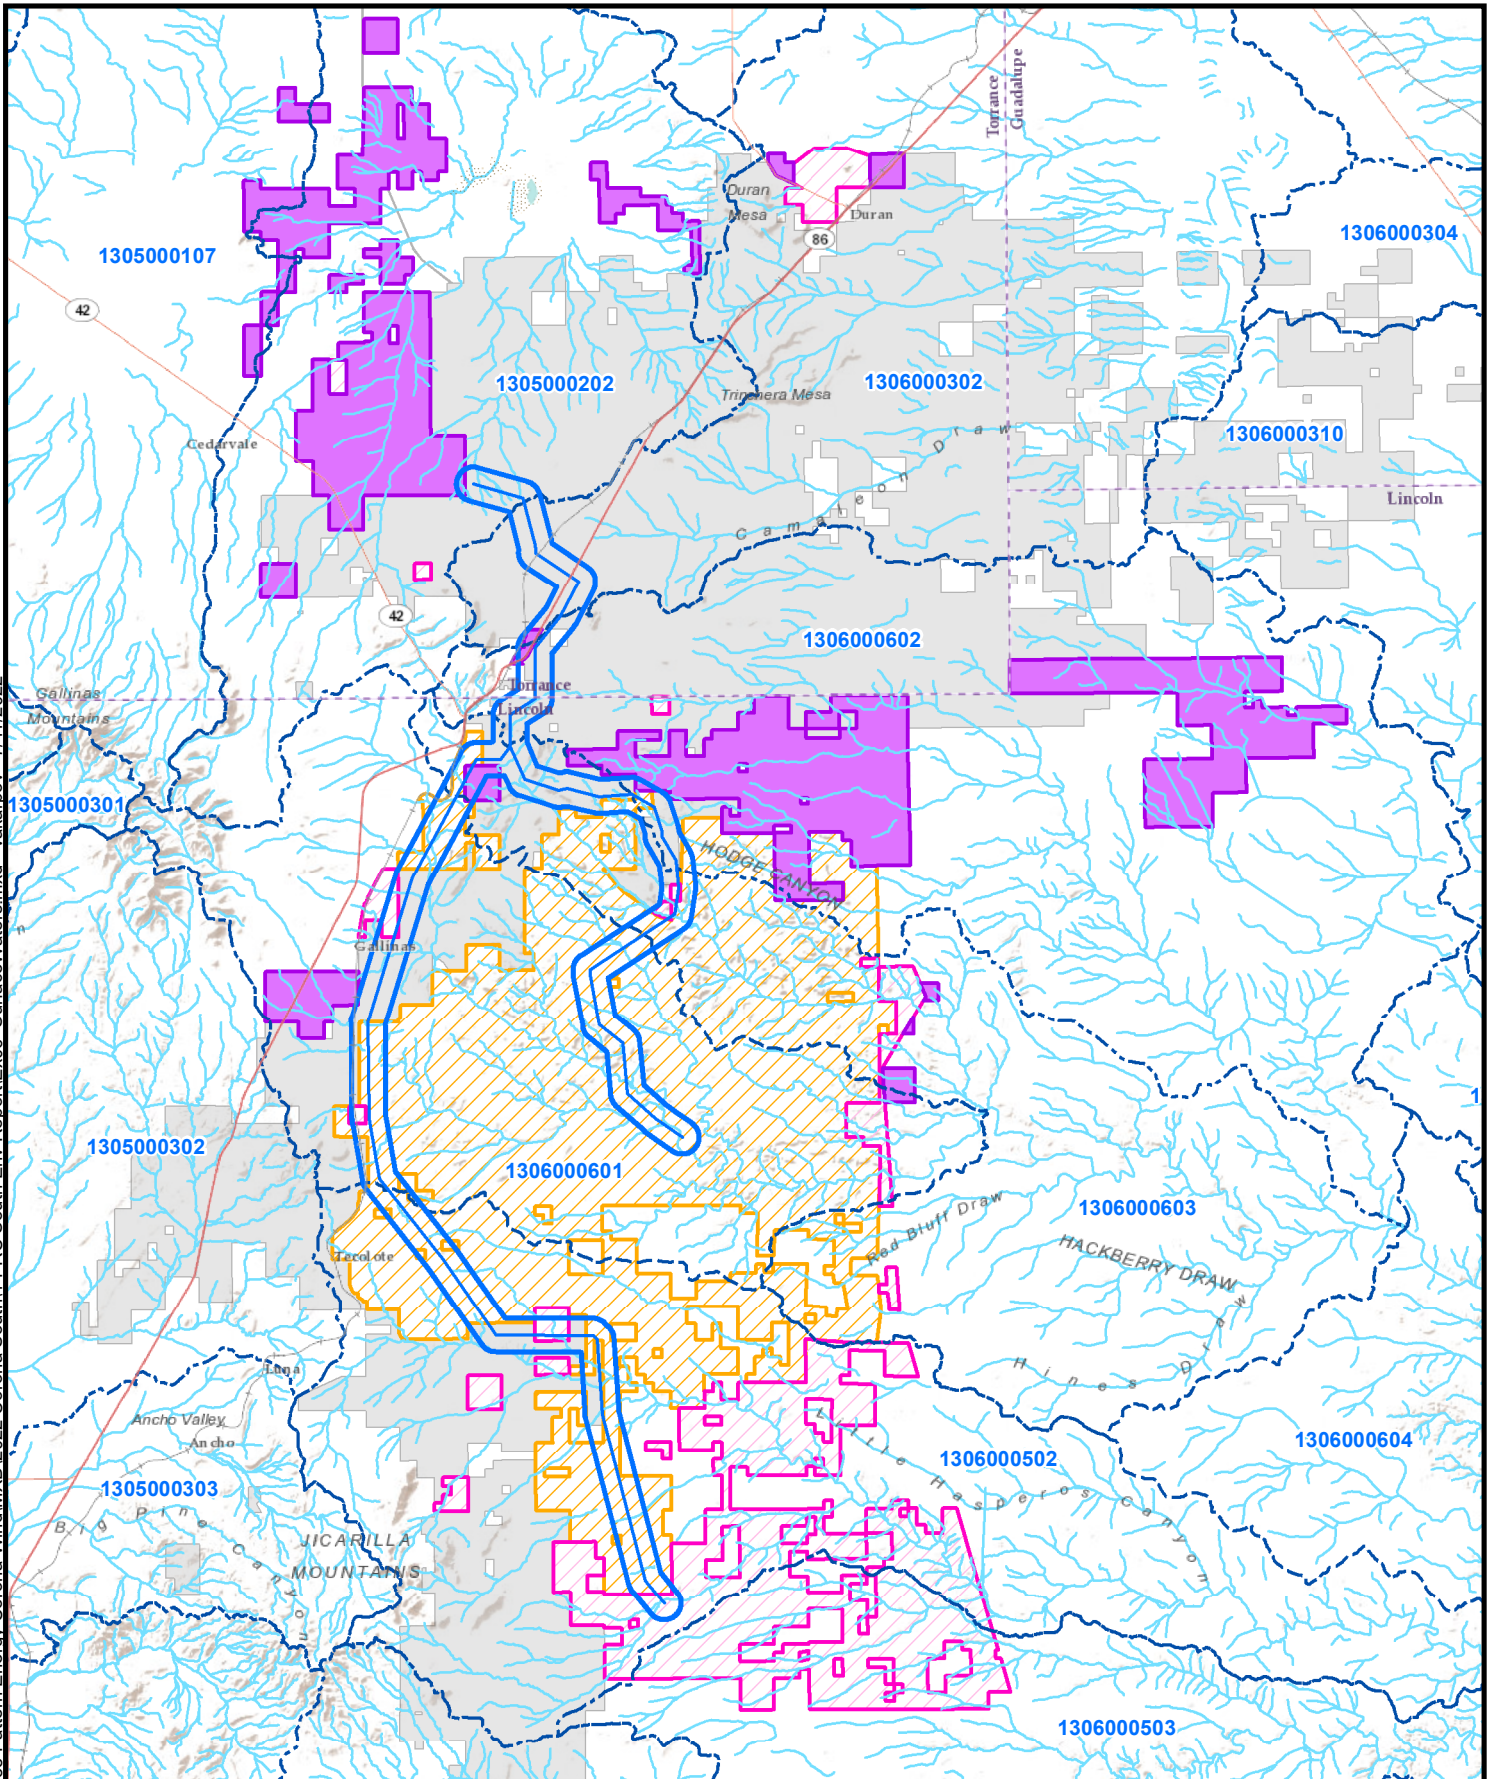 Torrance
Guadalupe
Duran
Mesa
Duran
86
1305000107
1306000304
42
1305000202
1306000302
Trinchera Mesa
Cedarvale
Camaleon Draw
1306000310
Lincoln
42
1306000602
Torrance
Lincoln
Gallinas
Mountains
1305000301
HODGE CANYON
Gallinas
1305000302
1306000601
1306000603
Red Bluff Draw
HACKBERRY DRAW
Tecolote
Hines Draw
Luna
Ancho Valley
Ancho
Little Hasperos Canyon
1306000502
1306000604
1305000303
Big Pine Canyon
JICARILLA
MOUNTAINS
1306000503